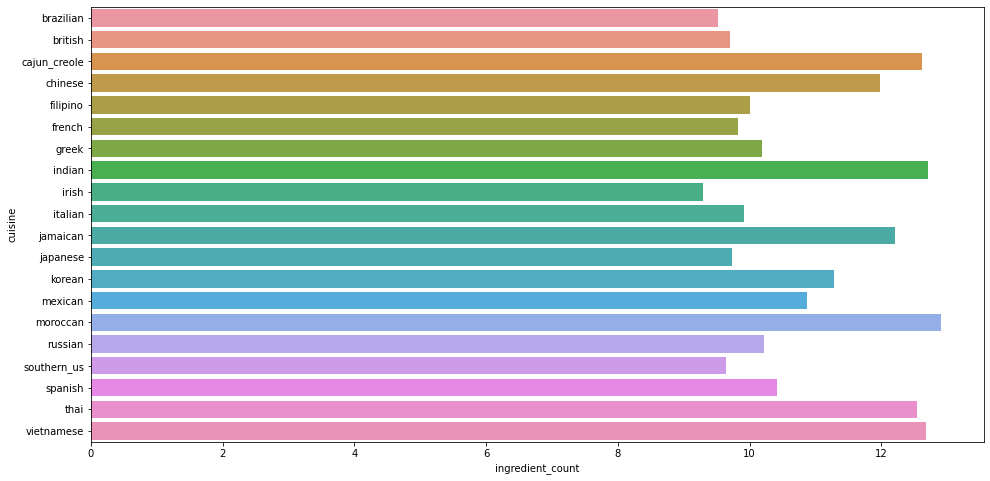 brazilian
british
cajun_creole
chinese
filipino
french
greek
indian
irish
italian
jamaican
japanese
korean
mexican
moroccan
russian
southern_us
spanish
thai
vietnamese
cuisine
0 2 4 6 8 10 12
ingredient_count